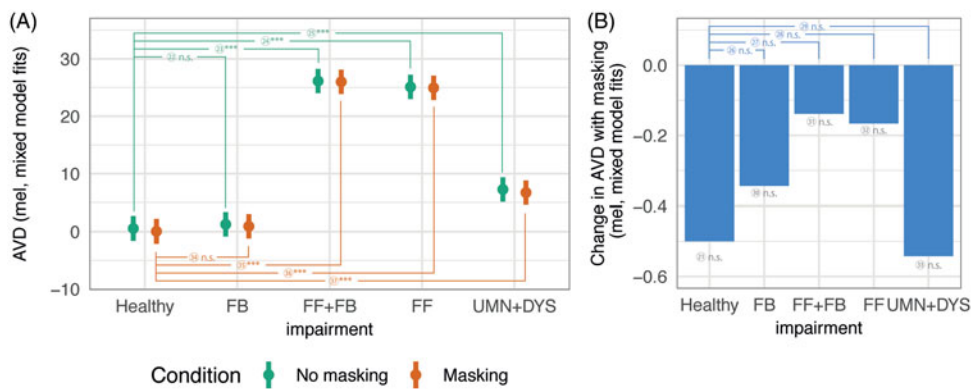 (A)
AVD (mel, mixed model fits)
30
20
10
0
−10
n.s.
n.s.
Healthy FB FF+FB FF UMN+DYS
impairment
Condition No masking Masking
(B)
Change in AVD with masking
(mel, mixed model fits)
n.s.
n.s.
n.s.
n.s.
0.0
−0.2
−0.4
−0.6
n.s.
n.s.
n.s.
n.s.
n.s.
Healthy FB FF+FB FF UMN+DYS
impairment